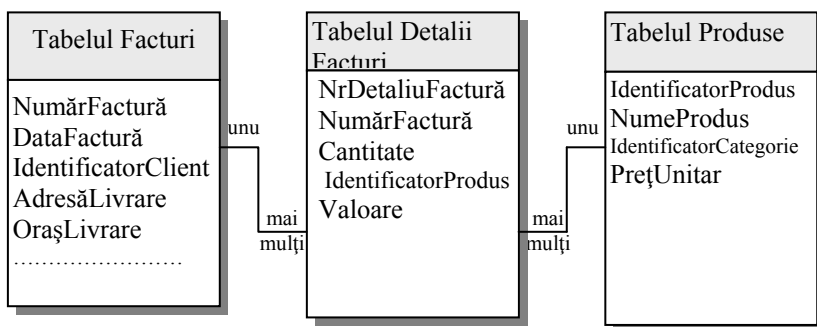 Tabelul Facturi
NumărFactură
DataFactură
IdentificatorClient
AdresăLivrare
OraşLivrare
........................
unu
mai
mulţi
Tabelul Detalii
Facturi
NrDetaliuFactură
NumărFactură
Cantitate
IdentificatorProdus
Valoare
unu
mai
mulţi
Tabelul Produse
IdentificatorProdus
NumeProdus
IdentificatorCategorie
PreţUnitar